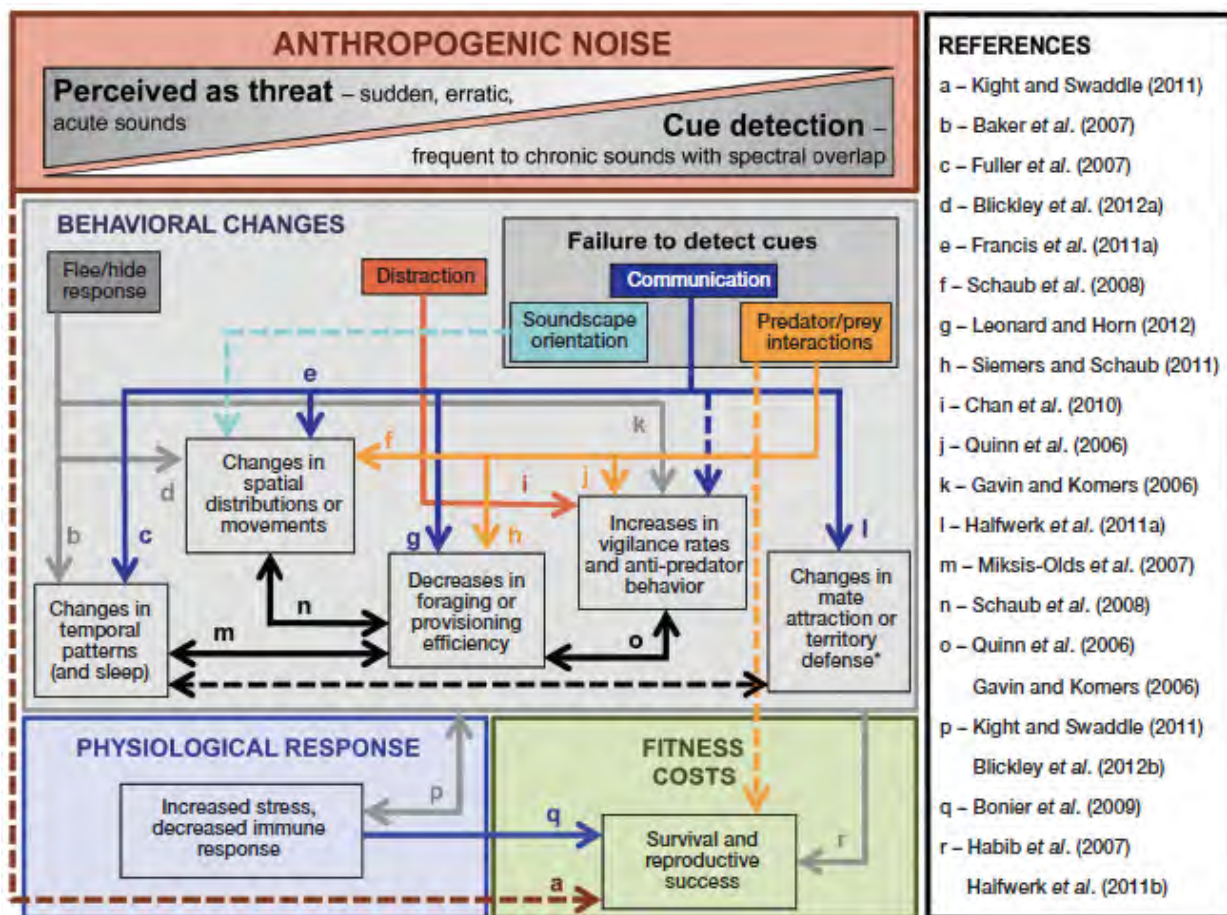 ANTHROPOGENIC NOISE
Perceived as threat – sudden, erratic,
acute sounds
Cue detection –
frequent to chronic sounds with spectral overlap
BEHAVIORAL CHANGES
Flee/hide
response
Distraction
Failure to detect cues
Communication
Soundscape
orientation
Predator/prey
interactions
e
f
k
d
i
j
b
c
g
h
l
Changes in
spatial
distributions or
movements
Increases in
vigilance rates
and anti-predator
behavior
Decreases in
foraging or
provisioning
efficiency
Changes in
mate
attraction or
territory
defense*
Changes in
temporal
patterns
(and sleep)
n
m
o
PHYSIOLOGICAL RESPONSE
Increased stress,
decreased immune
response
p
q
a
FITNESS
COSTS
Survival and
reproductive
success
r
REFERENCES
a – Kight and Swaddle (2011)
b – Baker et al. (2007)
c – Fuller et al. (2007)
d – Blickley et al. (2012a)
e – Francis et al. (2011a)
f – Schaub et al. (2008)
g – Leonard and Horn (2012)
h – Siemers and Schaub (2011)
i – Chan et al. (2010)
j – Quinn et al. (2006)
k – Gavin and Komers (2006)
l – Halfwerk et al. (2011a)
m – Miksis-Olds et al. (2007)
n – Schaub et al. (2008)
o – Quinn et al. (2006)
Gavin and Komers (2006)
p – Kight and Swaddle (2011)
Blickley et al. (2012b)
q – Bonier et al. (2009)
r – Habib et al. (2007)
Halfwerk et al. (2011b)